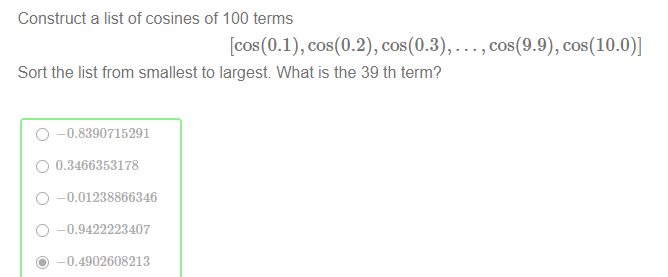 Construct a list of cosines of 100 terms
[cos(0.1), cos(0.2), cos(0.3), . . . , cos(9.9), cos(10.0)]
Sort the list from smallest to largest. What is the 39 th term?
−0.8390715291
0.3466353178
−0.01238866346
−0.9422223407
−0.4902608213